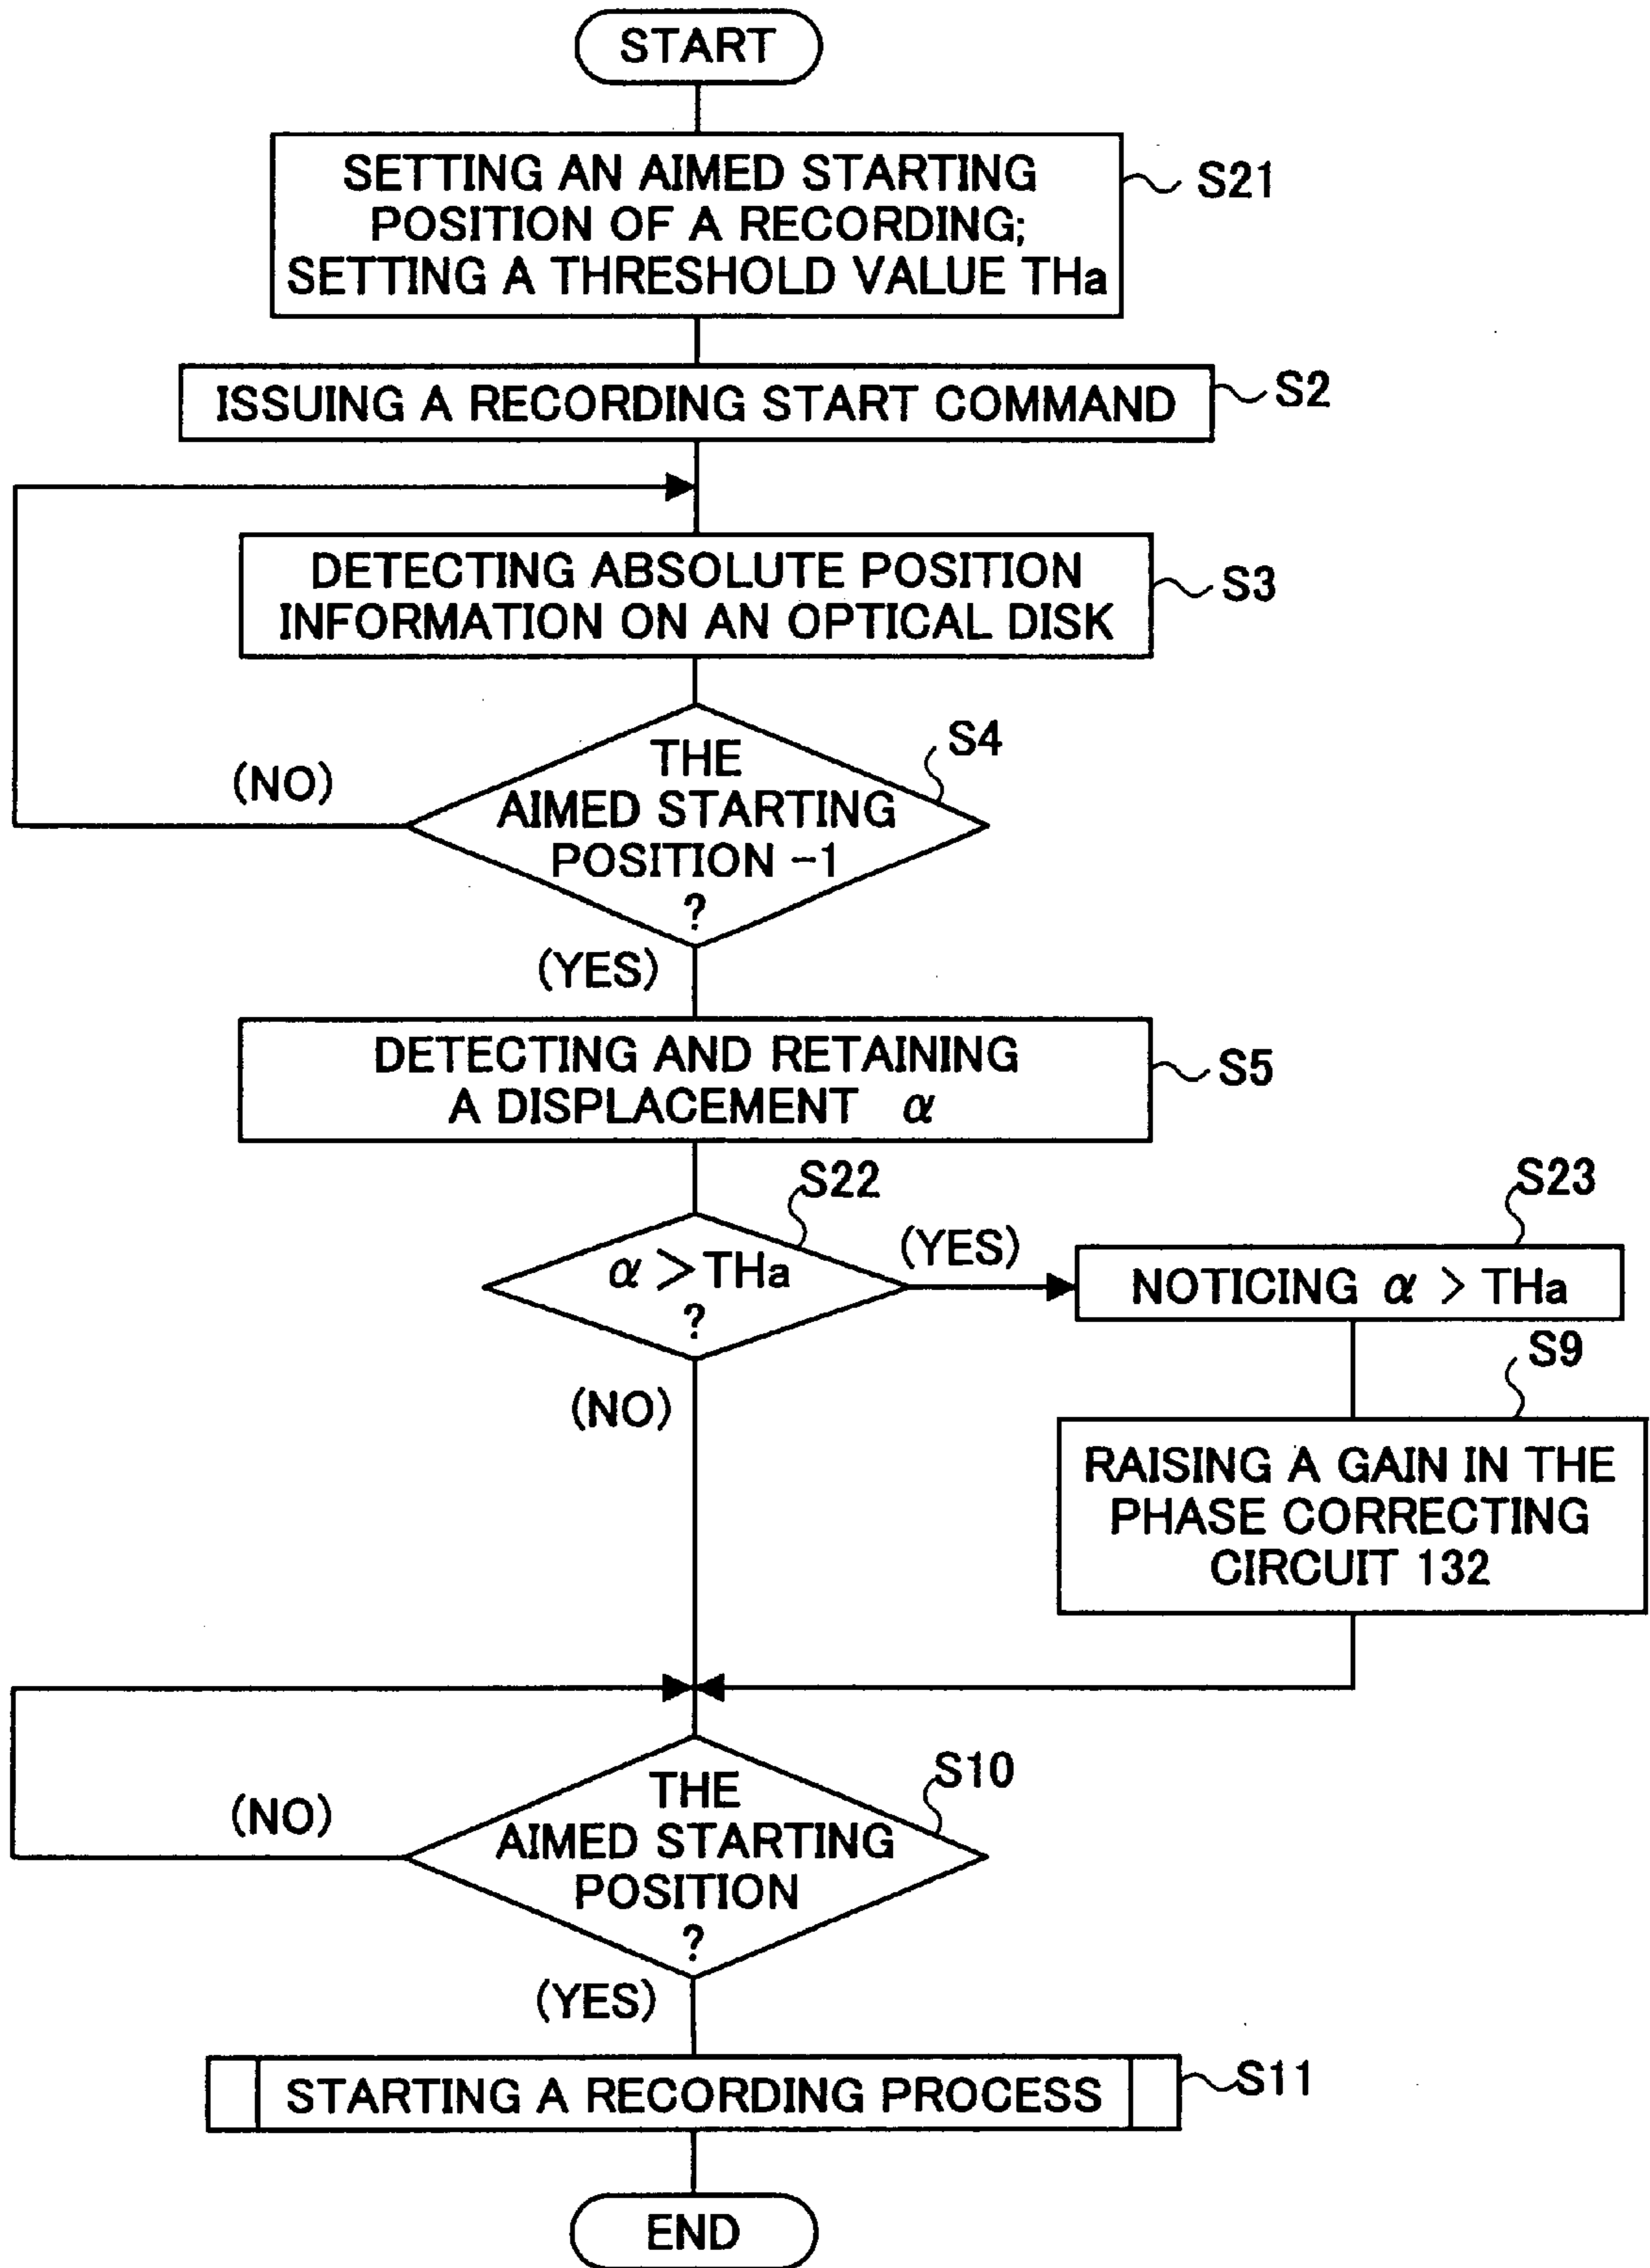 START
SETTING AN AIMED STARTING
POSITION OF A RECORDING;
SETTING A THRESHOLD VALUE THa
S21
ISSUING A RECORDING START COMMAND
S2
DETECTING ABSOLUTE POSITION
INFORMATION ON AN OPTICAL DISK
S3
THE
AIMED STARTING
POSITION -1
?
S4
(NO)
(YES)
DETECTING AND RETAINING
A DISPLACEMENT α
S5
α > THa
?
S22
(YES)
(NO)
NOTICING α > THa
S23
RAISING A GAIN IN THE
PHASE CORRECTING
CIRCUIT 132
S9
THE
AIMED STARTING
POSITION
?
S10
(NO)
(YES)
STARTING A RECORDING PROCESS
S11
END